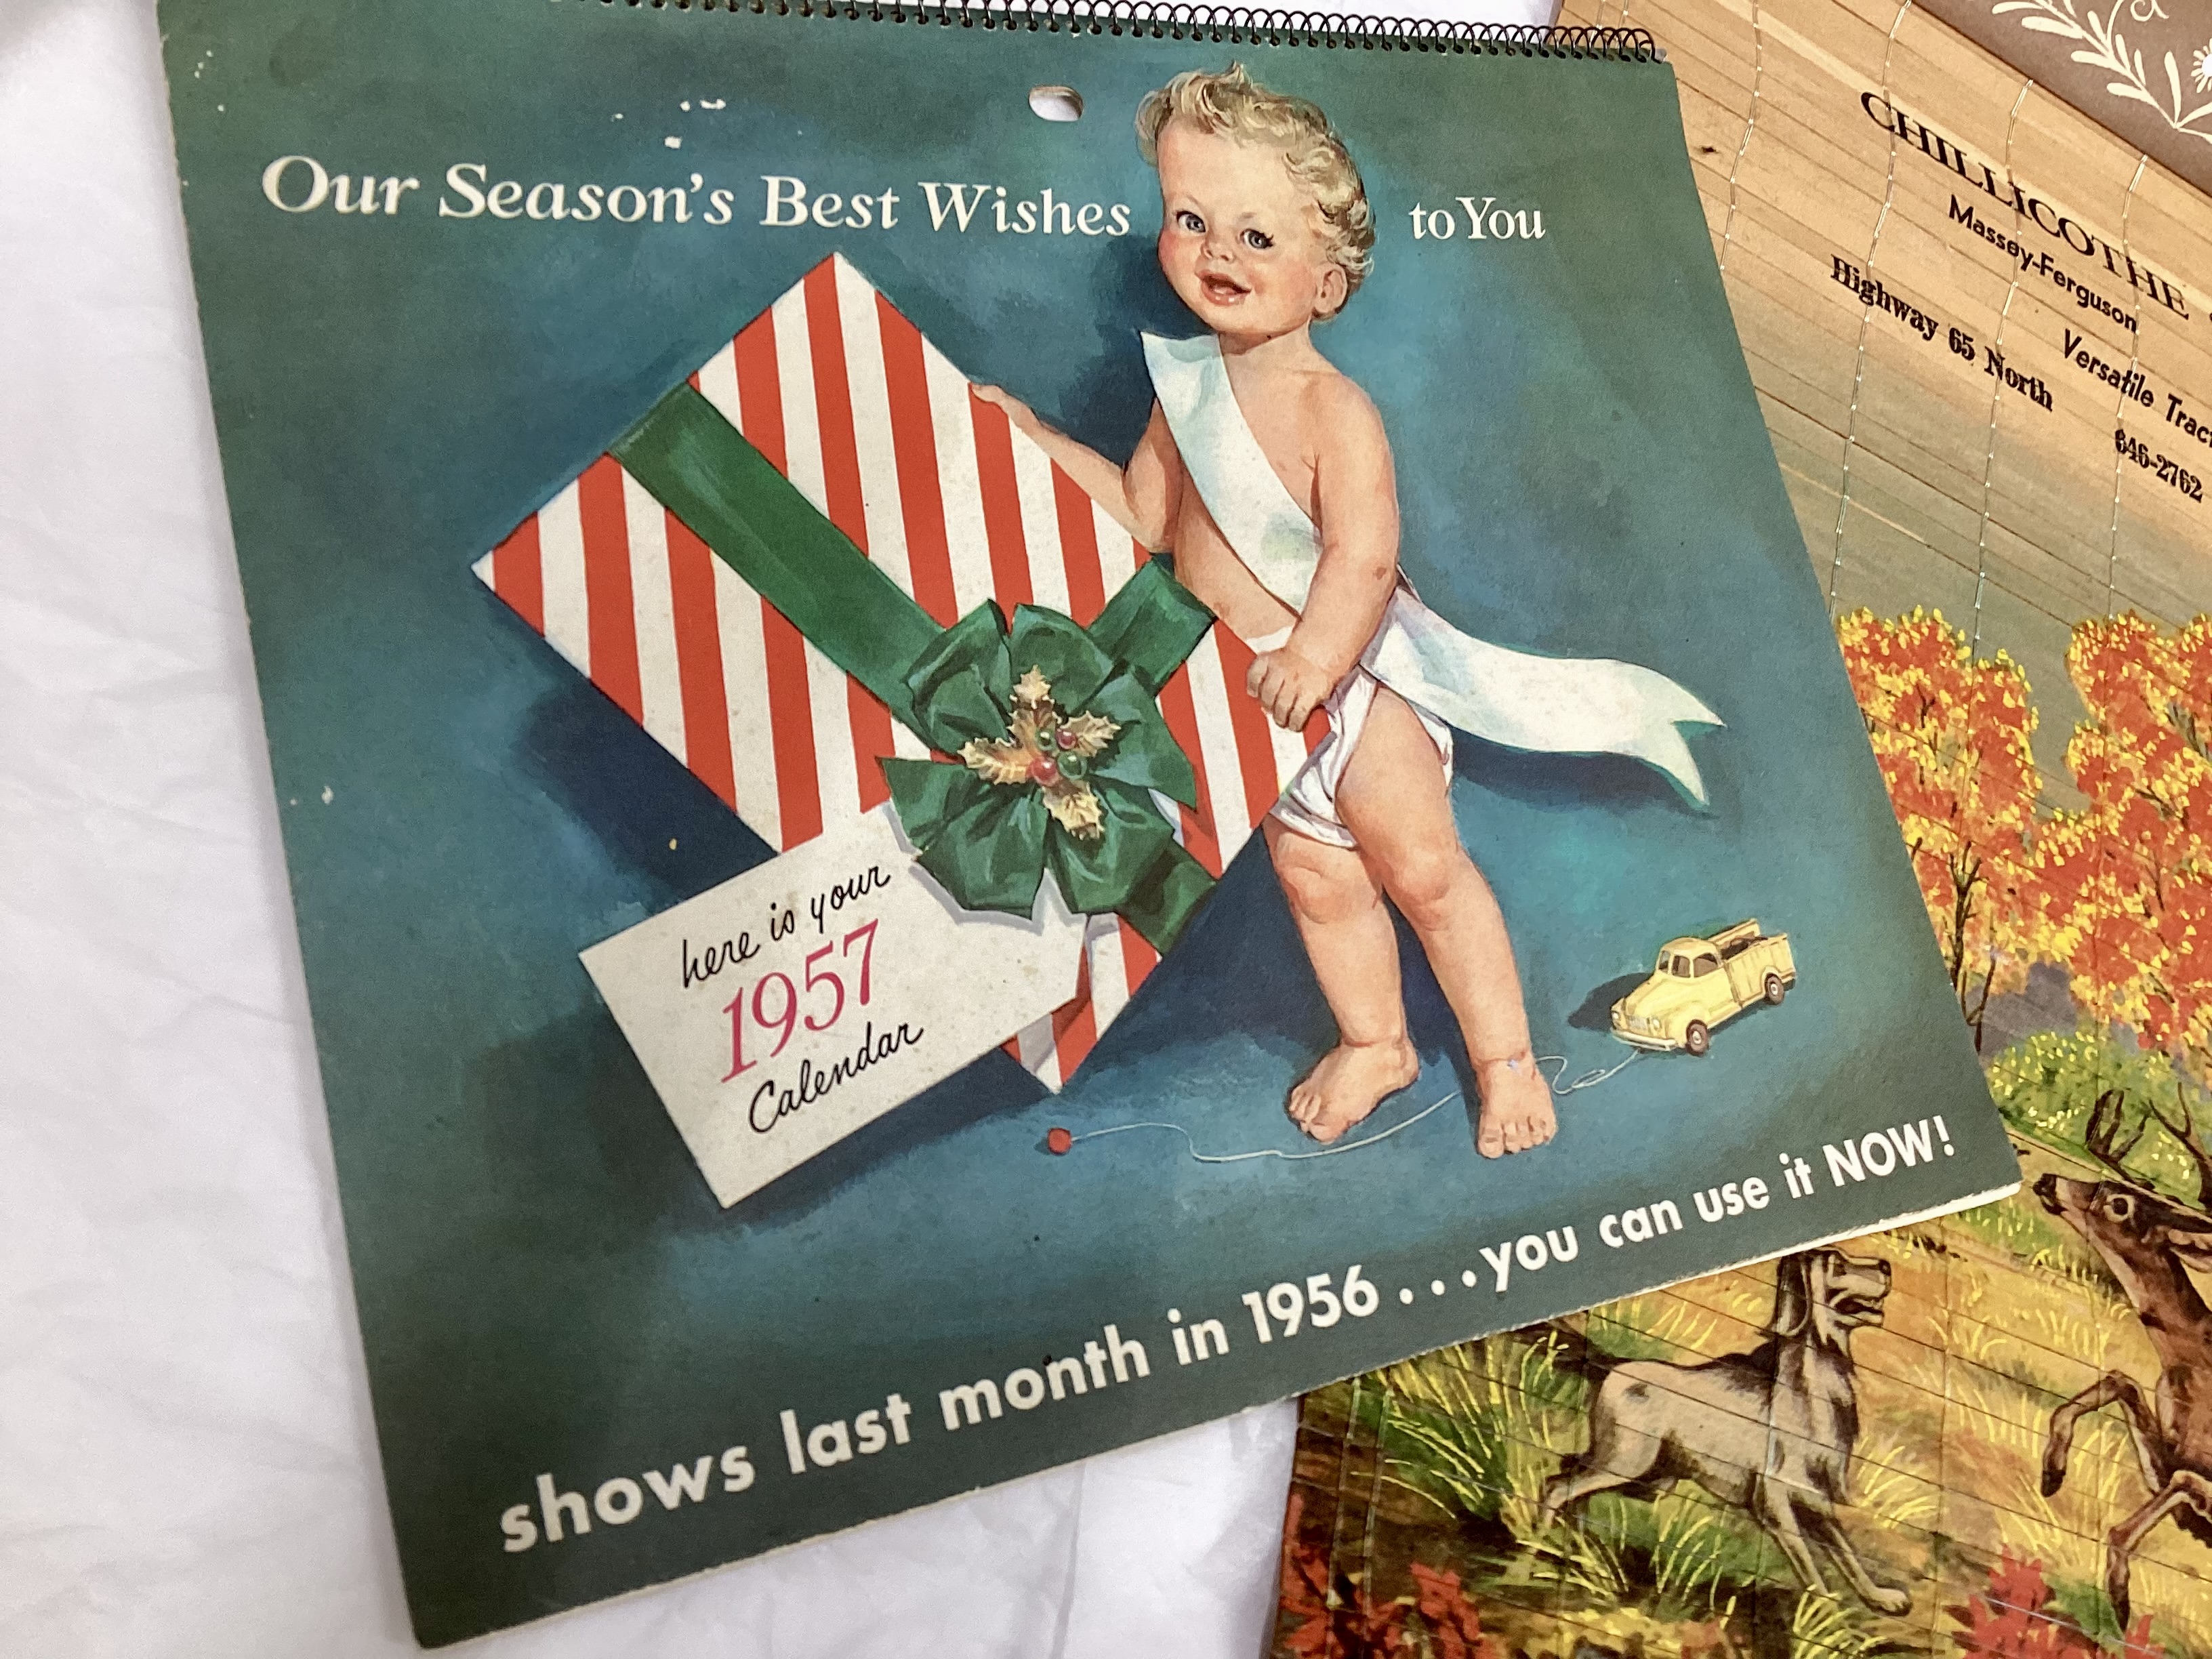 Our Season's Best Wishes to You
here is your
1957
Calendar
shows last month in 1956 . . . you can use it NOW!
CHILLICOTHE
Massey-Ferguson
Versatile
Highway 65 North
646-2762